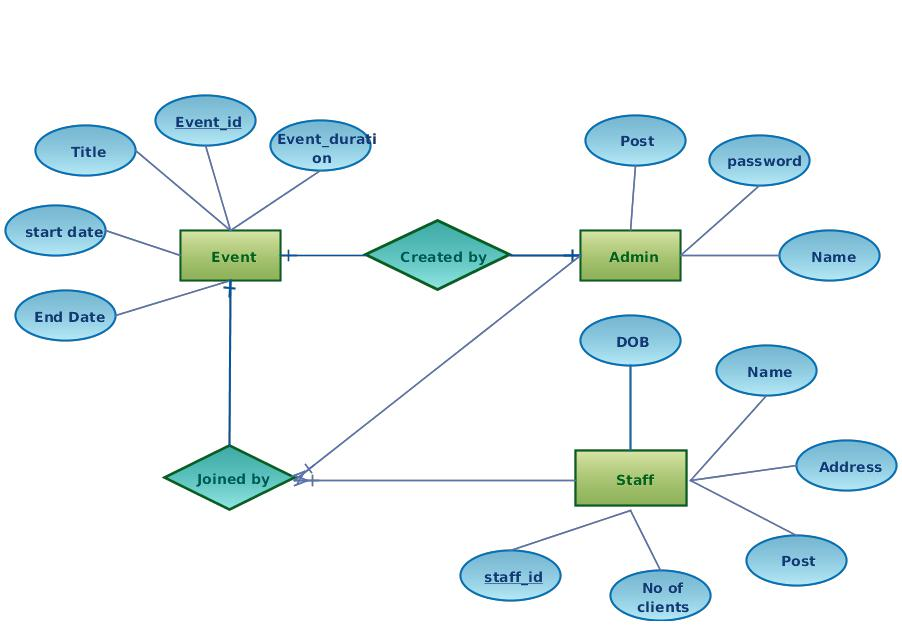 Event_id
Event_durati
on
Title
start date
End Date
Event
Created by
Post
password
Admin
Name
DOB
Name
Joined by
Staff
Address
Post
staff_id
No of
clients